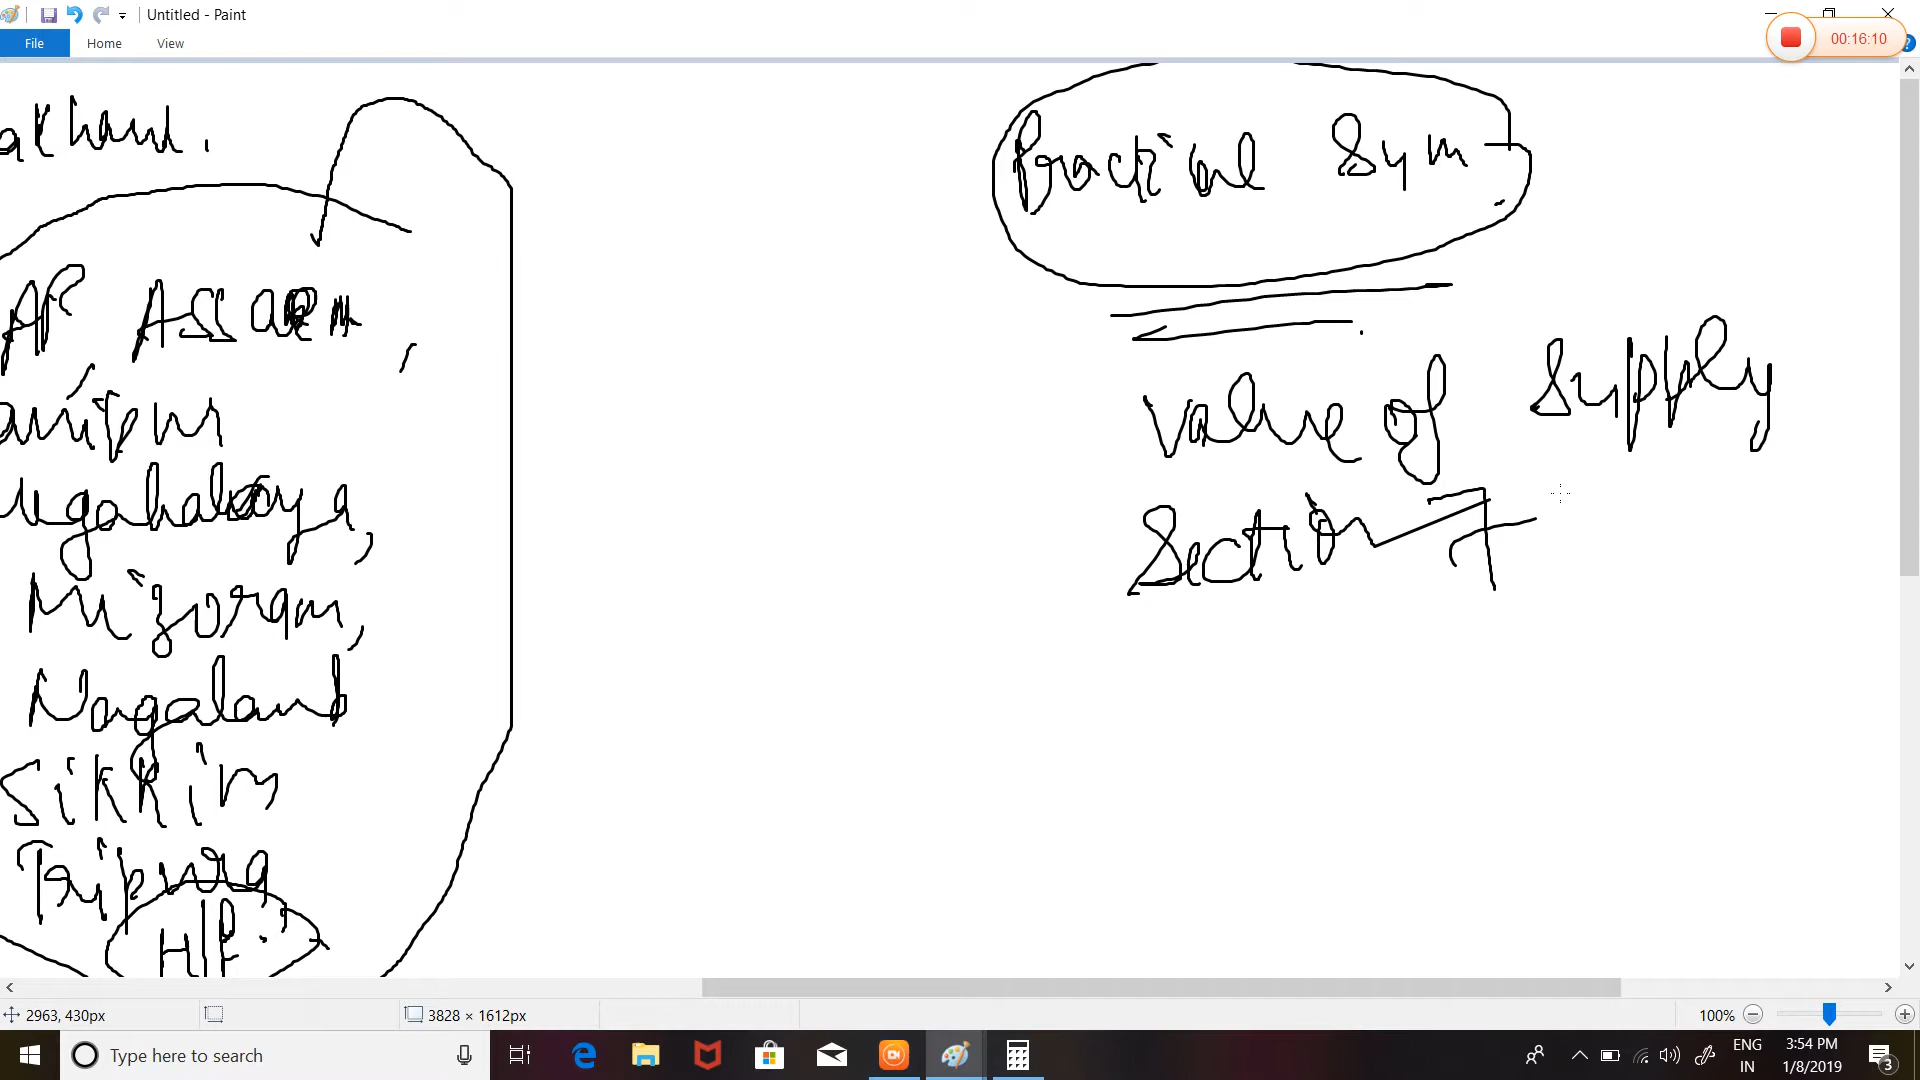 Untitled - Paint
00:16:10
File Home View
akhand.
AP Assam,
Mizoram,
Nagaland
Sikkim
Tripura,
HP.
Practical Sym
Value of Supply
Section 7
2963, 430px
3828 × 1612px
100%
Type here to search
ENG
IN
3:54 PM
1/8/2019
3